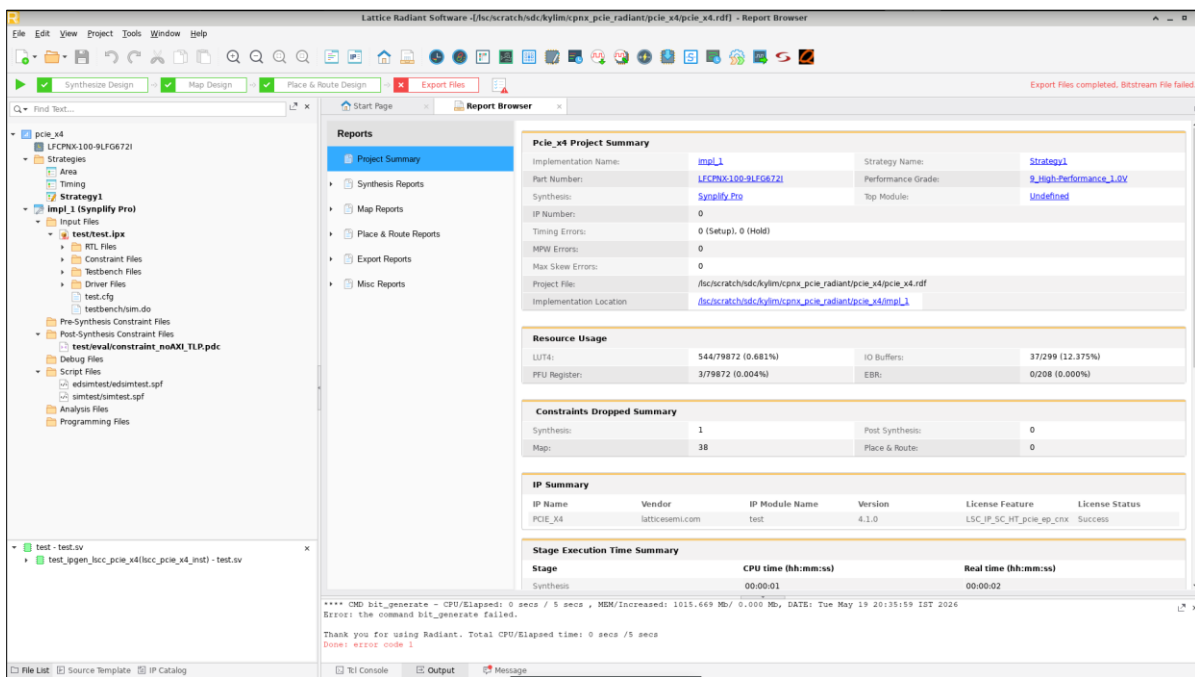 Lattice Radiant Software -[/lsc/scratch/sdc/kylim/cpnx_pcie_radiant/pcie_x4/pcie_x4.rdf] - Report Browser
File Edit View Project Tools Window Help
Synthesize Design Map Design Place & Route Design Export Files Export Files completed. Bitstream File failed.
Find Text...
pcie_x4
LFCPNX-100-9LFG672I
Strategies
Area
Timing
Strategy1
impl_1 (Synplify Pro)
Input Files
test/test.ipx
RTL Files
Constraint Files
Testbench Files
Driver Files
test.cfg
testbench/sim.do
Pre-Synthesis Constraint Files
Post-Synthesis Constraint Files
test/eval/constraint_noAXI_TLP.pdc
Debug Files
Script Files
edsimtest/edsimtest.spf
simtest/simtest.spf
Analysis Files
Programming Files
test - test.sv
test_ipgen_lscc_pcie_x4(lscc_pcie_x4_inst) - test.sv
File List Source Template IP Catalog
Start Page Report Browser
Reports
Project Summary
Synthesis Reports
Map Reports
Place & Route Reports
Export Reports
Misc Reports
Pcie_x4 Project Summary
Implementation Name: impl_1 Strategy Name: Strategy1
Part Number: LFCPNX-100-9LFG672I Performance Grade: 9_High-Performance_1.0V
Synthesis: Synplify Pro Top Module: Undefined
IP Number: 0
Timing Errors: 0 (Setup), 0 (Hold)
MPW Errors: 0
Max Skew Errors: 0
Project File: /lsc/scratch/sdc/kylim/cpnx_pcie_radiant/pcie_x4/pcie_x4.rdf
Implementation Location /lsc/scratch/sdc/kylim/cpnx_pcie_radiant/pcie_x4/impl_1
Resource Usage
LUT4: 544/79872 (0.681%) IO Buffers: 37/299 (12.375%)
PFU Register: 3/79872 (0.004%) EBR: 0/208 (0.000%)
Constraints Dropped Summary
Synthesis: 1 Post Synthesis: 0
Map: 38 Place & Route: 0
IP Summary
IP Name Vendor IP Module Name Version License Feature License Status
PCIE_X4 latticesemi.com test 4.1.0 LSC_IP_SC_HT_pcie_ep_cnx Success
Stage Execution Time Summary
Stage CPU time (hh:mm:ss) Real time (hh:mm:ss)
Synthesis 00:00:01 00:00:02
**** CMD bit_generate - CPU/Elapsed: 0 secs / 5 secs , MEM/Increased: 1015.669 Mb/ 0.000 Mb, DATE: Tue May 19 20:35:59 IST 2026
Error: the command bit_generate failed.
Thank you for using Radiant. Total CPU/Elapsed time: 0 secs /5 secs
Done: error code 1
Tcl Console Output Message